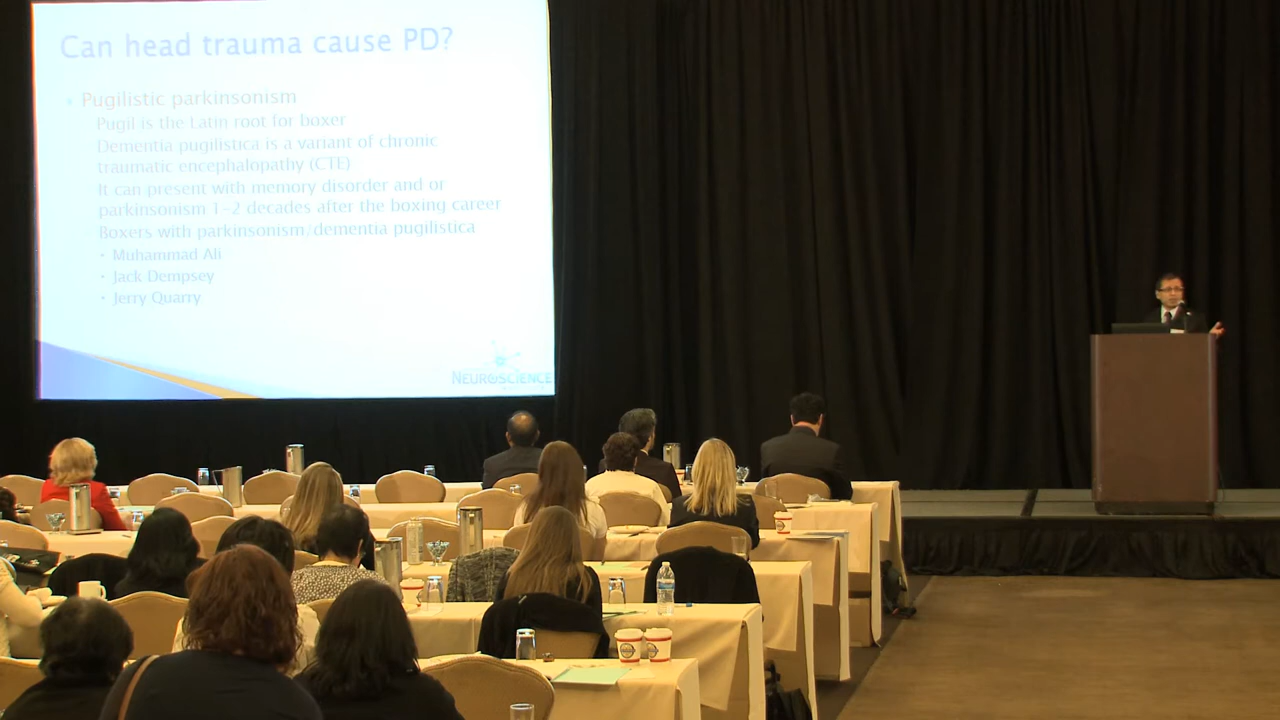 Can head trauma cause PD?
Pugilistic parkinsonism
Pugil is the Latin root for boxer
Dementia pugilistica is a variant of chronic
traumatic encephalopathy (CTE)
It can present with memory disorder and or
parkinsonism 1-2 decades after the boxing career
Boxers with parkinsonism/dementia pugilistica
• Muhammad Ali
• Jack Dempsey
• Jerry Quarry
NEUROSCIENCE